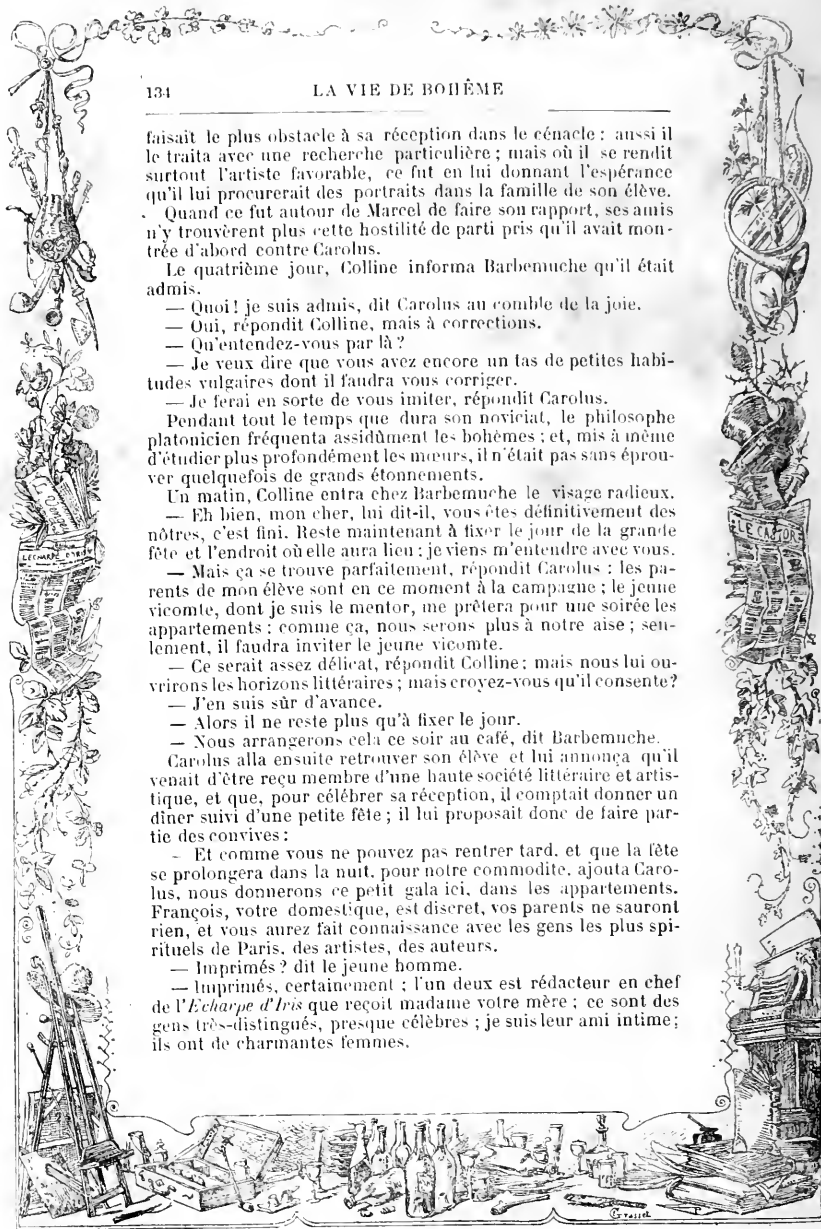 134 LA VIE DE BOHÊME
faisait le plus obstacle à sa réception dans le cénacle : aussi il
le traita avec une recherche particulière ; mais où il se rendit
surtout l'artiste favorable, ce fut en lui donnant l'espérance
qu'il lui procurerait des portraits dans la famille de son élève.
Quand ce fut autour de Marcel de faire son rapport, ses amis
n'y trouvèrent plus cette hostilité de parti pris qu'il avait mon-
trée d'abord contre Carolus.
Le quatrième jour, Colline informa Barbemuche qu'il était
admis.
— Quoi ! je suis admis, dit Carolus au comble de la joie.
— Oui, répondit Colline, mais à corrections.
— Qu'entendez-vous par là ?
— Je veux dire que vous avez encore un tas de petites habi-
tudes vulgaires dont il faudra vous corriger.
— Je ferai en sorte de vous imiter, répondit Carolus.
Pendant tout le temps que dura son noviciat, le philosophe
platonicien fréquenta assidûment les bohèmes ; et, mis à même
d'étudier plus profondément les mœurs, il n'était pas sans éprou-
ver quelquefois de grands étonnements.
Un matin, Colline entra chez Barbemuche le visage radieux.
— Eh bien, mon cher, lui dit-il, vous êtes définitivement des
nôtres, c'est fini. Reste maintenant à fixer le jour de la grande
fête et l'endroit où elle aura lieu ; je viens m'entendre avec vous.
— Mais ça se trouve parfaitement, répondit Carolus : les pa-
rents de mon élève sont en ce moment à la campagne ; le jeune
vicomte, dont je suis le mentor, me prêtera pour une soirée les
appartements : comme ça, nous serons plus à notre aise ; seu-
lement, il faudra inviter le jeune vicomte.
— Ce serait assez délicat, répondit Colline ; mais nous lui ou-
vrirons les horizons littéraires ; mais croyez-vous qu'il consente ?
— J'en suis sûr d'avance.
— Alors il ne reste plus qu'à fixer le jour.
— Nous arrangerons cela ce soir au café, dit Barbemuche.
Carolus alla ensuite retrouver son élève et lui annonça qu'il
venait d'être reçu membre d'une haute société littéraire et artis-
tique, et que, pour célébrer sa réception, il comptait donner un
dîner suivi d'une petite fête ; il lui proposait donc de faire par-
tie des convives :
— Et comme vous ne pouvez pas rentrer tard, et que la fête
se prolongera dans la nuit, pour notre commodité, ajouta Caro-
lus, nous donnerons ce petit gala ici, dans les appartements.
François, votre domestique, est discret, vos parents ne sauront
rien, et vous aurez fait connaissance avec les gens les plus spi-
rituels de Paris, des artistes, des auteurs.
— Imprimés ? dit le jeune homme.
— Imprimés, certainement ; l'un deux est rédacteur en chef
de l'Echarpe d'Iris que reçoit madame votre mère ; ce sont des
gens très-distingués, presque célèbres ; je suis leur ami intime ;
ils ont de charmantes femmes.
LE CASTOR
Grasset